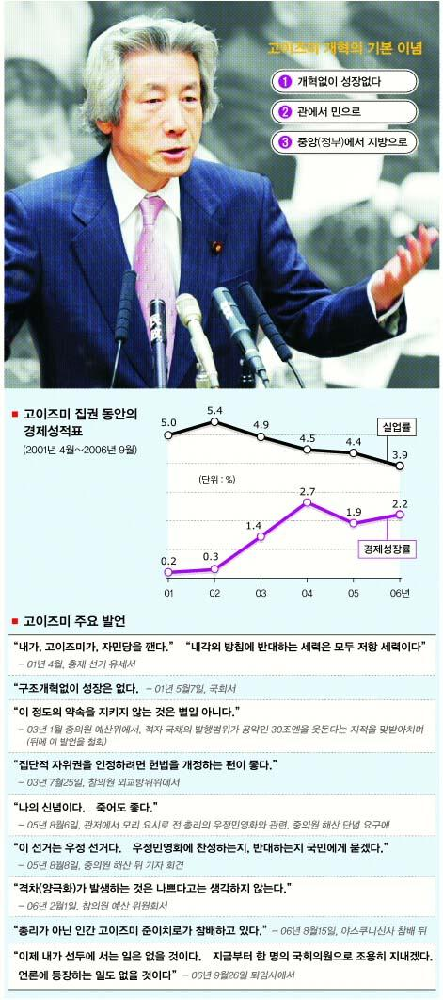 고이즈미 개혁의 기본 이념
1 개혁없이 성장없다
2 관에서 민으로
3 중앙(정부)에서 지방으로
■ 고이즈미 집권 동안의
경제성적표
(2001년 4월~2006년 9월)
5.0 5.4 4.9 4.5 4.4 3.9
실업률
(단위 : %)
0.2 0.3 1.4 2.7 1.9 2.2
경제성장률
01 02 03 04 05 06년
■ 고이즈미 주요 발언
“내가, 고이즈미가, 자민당을 깬다.” “내각의 방침에 반대하는 세력은 모두 저항 세력이다”
– 01년 4월, 총재 선거 유세서
“구조개혁없이 성장은 없다. – 01년 5월7일, 국회서
“이 정도의 약속을 지키지 않는 것은 별일 아니다.”
– 03년 1월 중의원 예산위에서, 적자 국채의 발행범위가 공약인 30조엔을 웃돈다는 지적을 맞받아치며
(뒤에 이 발언을 철회)
“집단적 자위권을 인정하려면 헌법을 개정하는 편이 좋다.”
– 03년 7월25일, 참의원 외교방위위에서
“나의 신념이다. 죽어도 좋다.”
– 05년 8월6일, 관저에서 모리 요시로 전 총리의 우정민영화와 관련, 중의원 해산 단념 요구에
“이 선거는 우정 선거다. 우정민영화에 찬성하는지, 반대하는지 국민에게 묻겠다.”
– 05년 8월8일, 중의원 해산 뒤 기자 회견
“격차(양극화)가 발생하는 것은 나쁘다고는 생각하지 않는다.”
– 06년 2월1일, 참의원 예산 위원회서
“총리가 아닌 인간 고이즈미 준이치로가 참배하고 있다.” – 06년 8월15일, 야스쿠니신사 참배 뒤
“이제 내가 선두에 서는 일은 없을 것이다. 지금부터 한 명의 국회의원으로 조용히 지내겠다.
언론에 등장하는 일도 없을 것이다” – 06년 9월26일 퇴임사에서